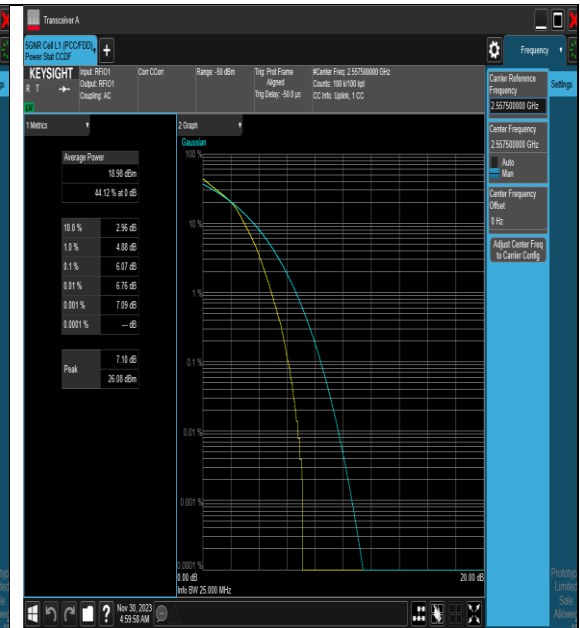 Transceiver A
5GNR Cell L1 (PCC/FDD),
Power Stat CCDF
Frequency
KEYSIGHT
R T
LW
Input: RFIO1
Output: RFIO1
Coupling: AC
Corr CCorr
Range: -50 dBm
Trig: Prot Frame
Aligned
Trig Delay: -50.0 µs
#Center Freq: 2.557500000 GHz
Counts: 100 k/100 kpt
CC Info: Uplink, 1 CC
Carrier Reference
Frequency
2.557500000 GHz
Settings
Center Frequency
2.557500000 GHz
Auto
Man
Center Frequency
Offset
0 Hz
Adjust Center Freq
to Carrier Config
1 Metrics
Average Power
18.98 dBm
44.12 % at 0 dB
10.0 % 2.96 dB
1.0 % 4.88 dB
0.1 % 6.07 dB
0.01 % 6.76 dB
0.001 % 7.09 dB
0.0001 % --- dB
Peak
7.10 dB
26.08 dBm
2 Graph
Gaussian
100 %
10 %
1 %
0.1 %
0.01 %
0.001 %
0.0001 %
0.00 dB
20.00 dB
Info BW 25.000 MHz
Nov 30, 2023
4:59:58 AM